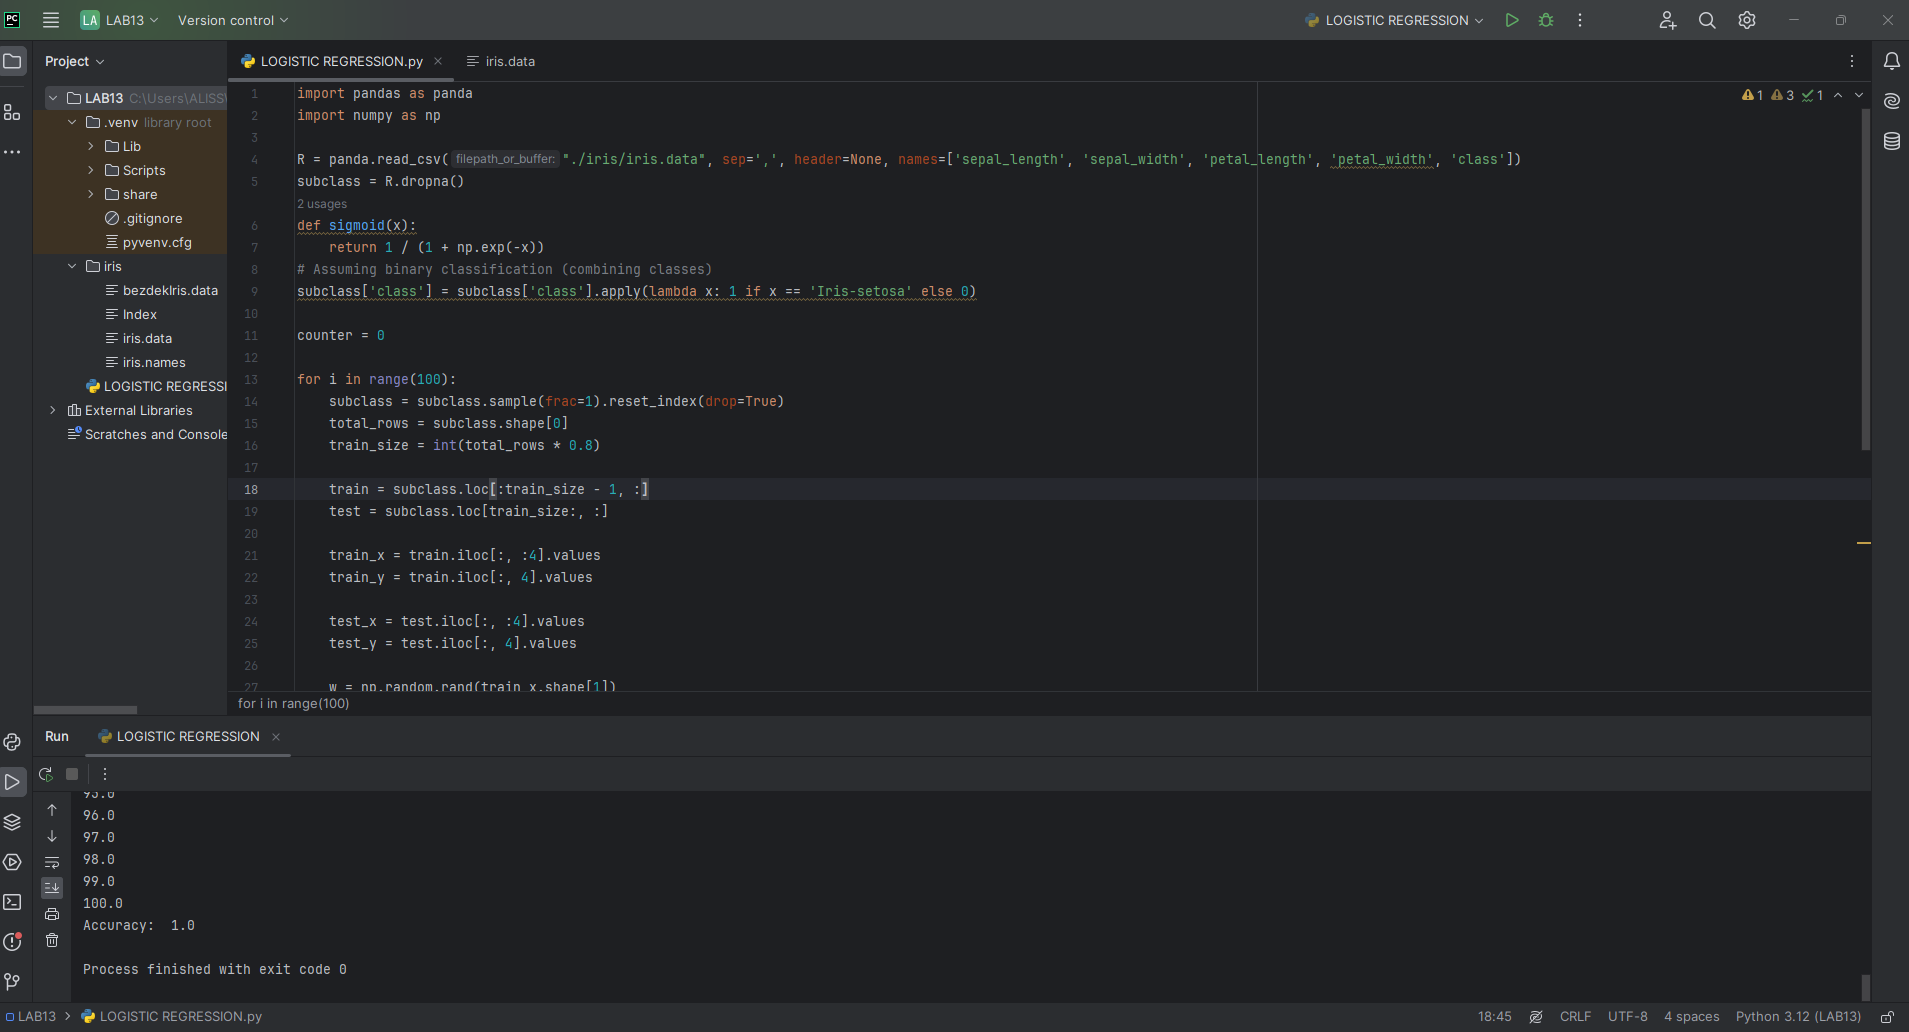 PC LA LAB13 Version control LOGISTIC REGRESSION
Project
LOGISTIC REGRESSION.py iris.data
LAB13 C:\Users\ALISS\
.venv library root
Lib
Scripts
share
.gitignore
pyvenv.cfg
iris
bezdekIris.data
Index
iris.data
iris.names
LOGISTIC REGRESSI
External Libraries
Scratches and Console
1 3 1
1 import pandas as panda
2 import numpy as np
3
4 R = panda.read_csv( filepath_or_buffer: "./iris/iris.data", sep=',', header=None, names=['sepal_length', 'sepal_width', 'petal_length', 'petal_width', 'class'])
5 subclass = R.dropna()
2 usages
6 def sigmoid(x):
7 return 1 / (1 + np.exp(-x))
8 # Assuming binary classification (combining classes)
9 subclass['class'] = subclass['class'].apply(lambda x: 1 if x == 'Iris-setosa' else 0)
10
11 counter = 0
12
13 for i in range(100):
14 subclass = subclass.sample(frac=1).reset_index(drop=True)
15 total_rows = subclass.shape[0]
16 train_size = int(total_rows * 0.8)
17
18 train = subclass.loc[:train_size - 1, :]
19 test = subclass.loc[train_size:, :]
20
21 train_x = train.iloc[:, :4].values
22 train_y = train.iloc[:, 4].values
23
24 test_x = test.iloc[:, :4].values
25 test_y = test.iloc[:, 4].values
26
27 w = np.random.rand(train_x.shape[1])
for i in range(100)
Run LOGISTIC REGRESSION
95.0
96.0
97.0
98.0
99.0
100.0
Accuracy:  1.0
Process finished with exit code 0
LAB13 LOGISTIC REGRESSION.py 18:45 CRLF UTF-8 4 spaces Python 3.12 (LAB13)